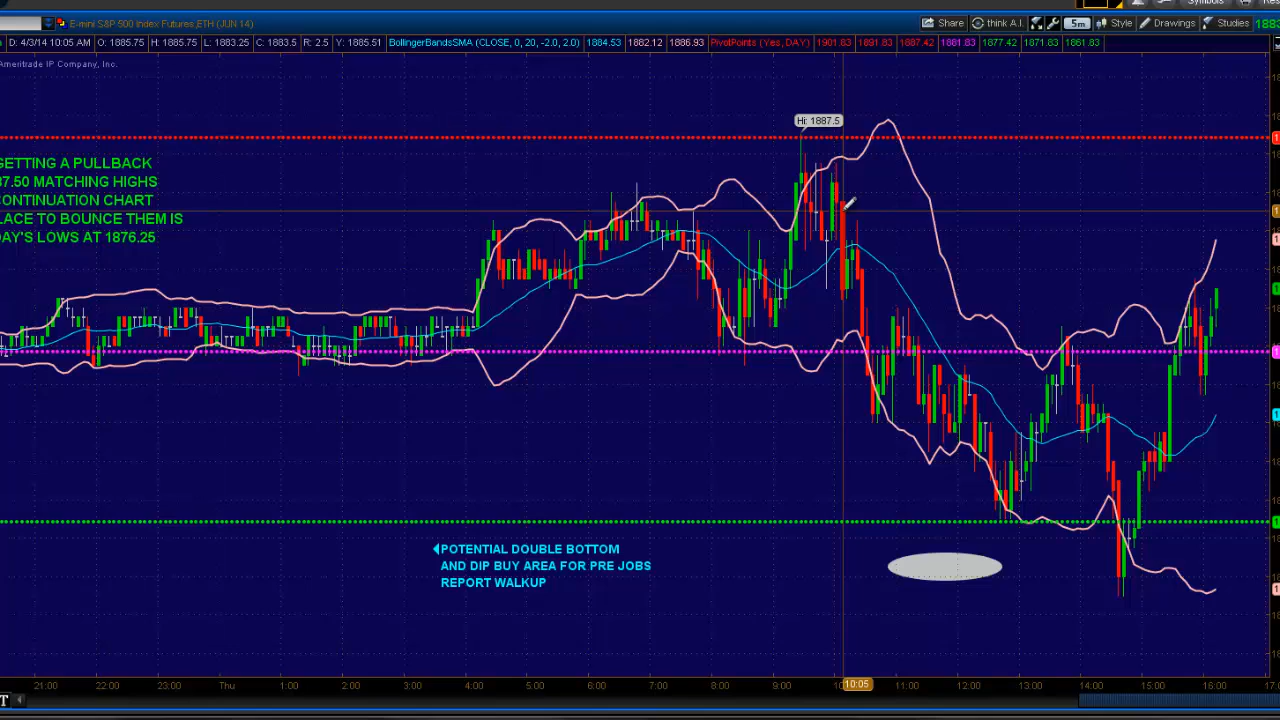 Symbols
E-mini S&P 500 Index Futures,ETH (JUN 14)
Share think A.I. 5m Style Drawings Studies 1883
D: 4/3/14 10:05 AM O: 1885.75 H: 1885.75 L: 1883.25 C: 1883.5 R: 2.5 Y: 1885.51 BollingerBandsSMA (CLOSE, 0, 20, -2.0, 2.0) 1884.53 1882.12 1886.93 PivotPoints (Yes, DAY) 1901.83 1891.83 1887.42 1881.83 1877.42 1871.83 1861.83
Ameritrade IP Company, Inc.
Hi: 1887.5
GETTING A PULLBACK
37.50 MATCHING HIGHS
CONTINUATION CHART
LACE TO BOUNCE THEM IS
DAY'S LOWS AT 1876.25
POTENTIAL DOUBLE BOTTOM
AND DIP BUY AREA FOR PRE JOBS
REPORT WALKUP
21:00 22:00 23:00 Thu 1:00 2:00 3:00 4:00 5:00 6:00 7:00 8:00 9:00 10:05 11:00 12:00 13:00 14:00 15:00 16:00 17:0
T